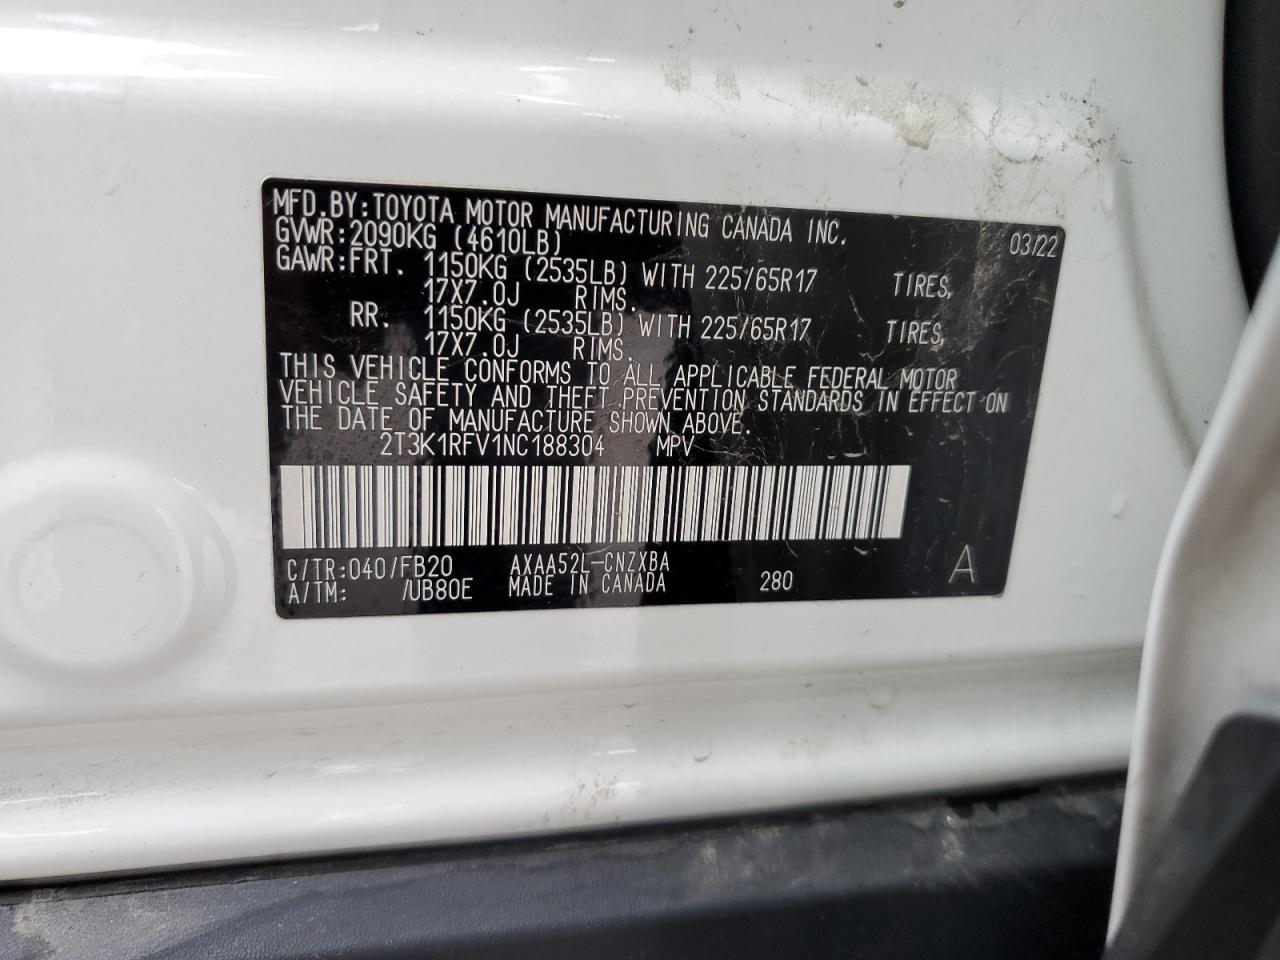 MFD.BY:TOYOTA MOTOR MANUFACTURING CANADA INC.
GVWR:2090KG (4610LB) 03/22
GAWR:FRT. 1150KG (2535LB) WITH 225/65R17 TIRES,
17X7.0J RIMS.
RR. 1150KG (2535LB) WITH 225/65R17 TIRES,
17X7.0J RIMS.
THIS VEHICLE CONFORMS TO ALL APPLICABLE FEDERAL MOTOR
VEHICLE SAFETY AND THEFT PREVENTION STANDARDS IN EFFECT ON
THE DATE OF MANUFACTURE SHOWN ABOVE.
2T3K1RFV1NC188304 MPV
C/TR:040/FB20 AXAA52L-CNZXBA
A/TM: /UB80E MADE IN CANADA 280 A